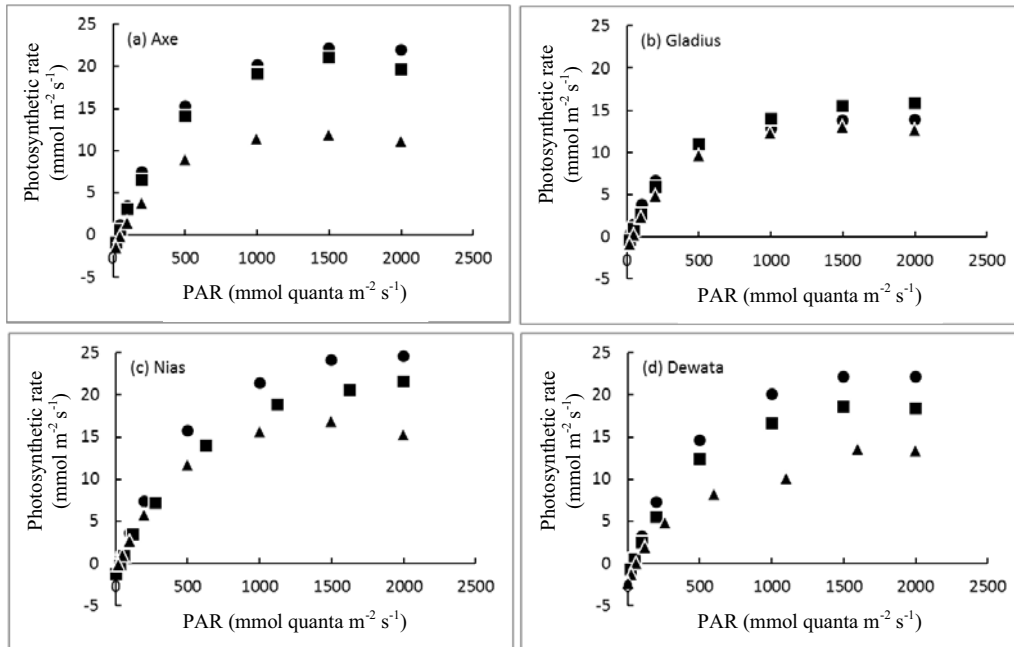 (a) Axe
Photosynthetic rate
(mmol m⁻² s⁻¹)
25
20
15
10
5
0
-5
0 500 1000 1500 2000 2500
PAR (mmol quanta m⁻² s⁻¹)
(b) Gladius
Photosynthetic rate
(mmol m⁻² s⁻¹)
25
20
15
10
5
0
-5
0 500 1000 1500 2000 2500
PAR (mmol quanta m⁻² s⁻¹)
(c) Nias
Photosynthetic rate
(mmol m⁻² s⁻¹)
25
20
15
10
5
0
-5
0 500 1000 1500 2000 2500
PAR (mmol quanta m⁻² s⁻¹)
(d) Dewata
Photosynthetic rate
(mmol m⁻² s⁻¹)
25
20
15
10
5
0
-5
0 500 1000 1500 2000 2500
PAR (mmol quanta m⁻² s⁻¹)